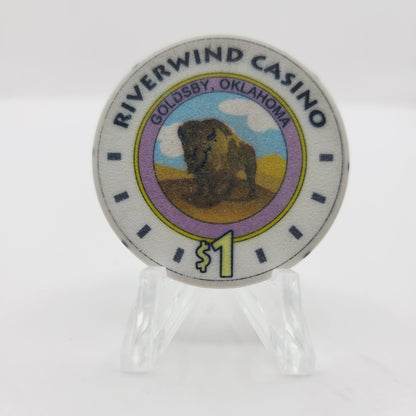 RIVERWIND CASINO
GOLDSBY, OKLAHOMA
$1